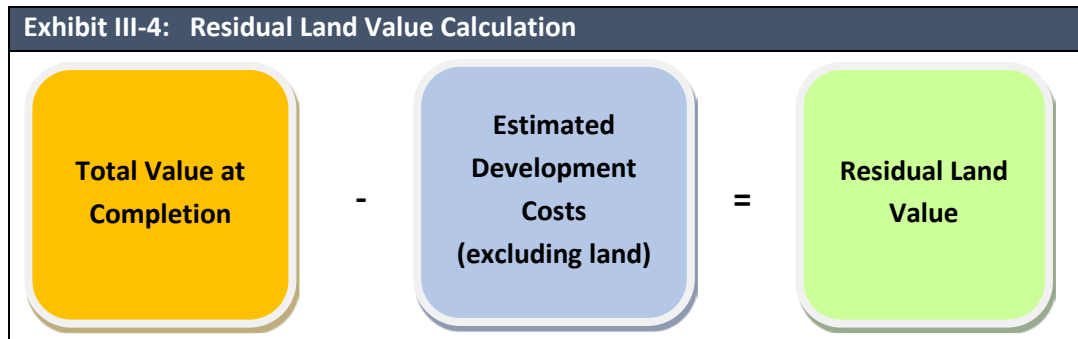 Exhibit III-4: Residual Land Value Calculation
Total Value at
Completion
-
Estimated
Development
Costs
(excluding land)
=
Residual Land
Value